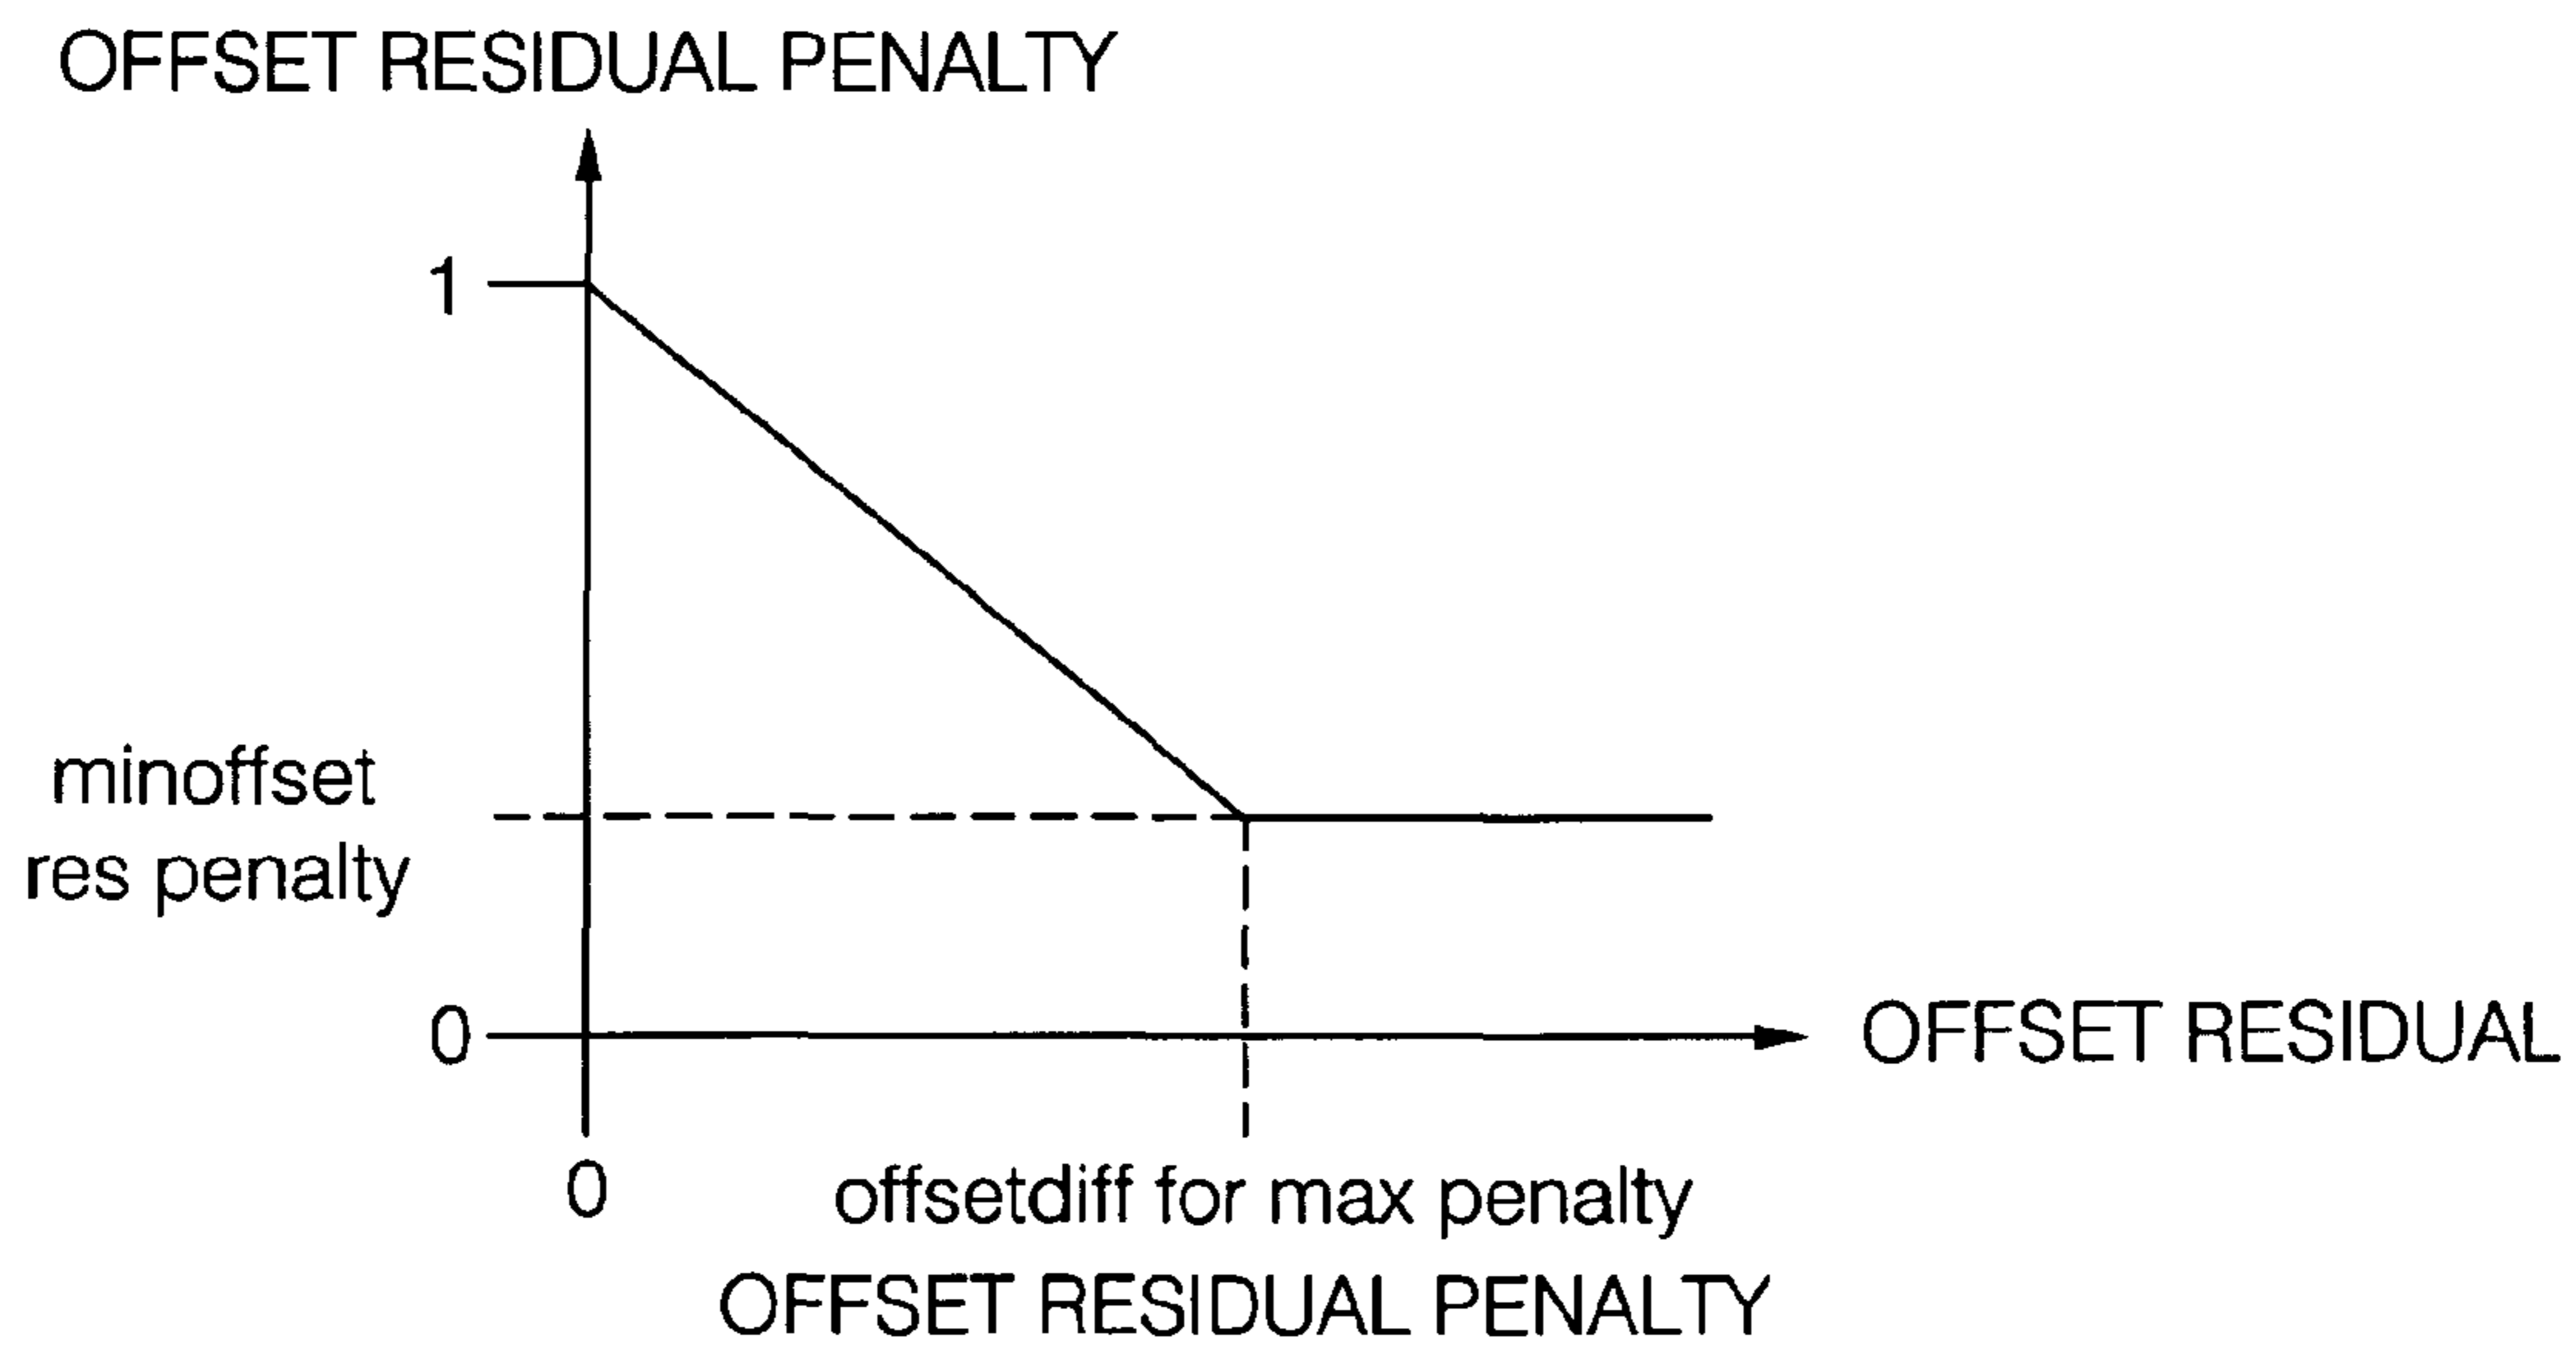 OFFSET RESIDUAL PENALTY
1
minoffset
res penalty
0
OFFSET RESIDUAL
0
offsetdiff for max penalty
OFFSET RESIDUAL PENALTY